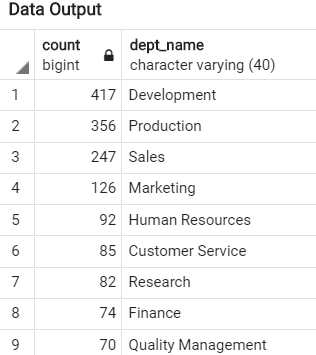 Data Output
count dept_name
bigint character varying (40)
1 417 Development
2 356 Production
3 247 Sales
4 126 Marketing
5 92 Human Resources
6 85 Customer Service
7 82 Research
8 74 Finance
9 70 Quality Management